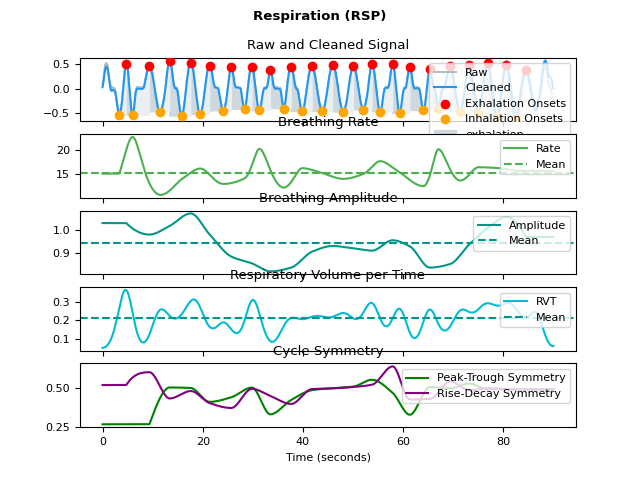 Respiration (RSP)
Raw and Cleaned Signal
0.5
0.0
−0.5
Raw
Cleaned
Exhalation Onsets
Inhalation Onsets
exhalation
Breathing Rate
20
15
Rate
Mean
Breathing Amplitude
1.0
0.9
Amplitude
Mean
Respiratory Volume per Time
0.3
0.2
0.1
RVT
Mean
Cycle Symmetry
0.50
0.25
Peak-Trough Symmetry
Rise-Decay Symmetry
0 20 40 60 80
Time (seconds)